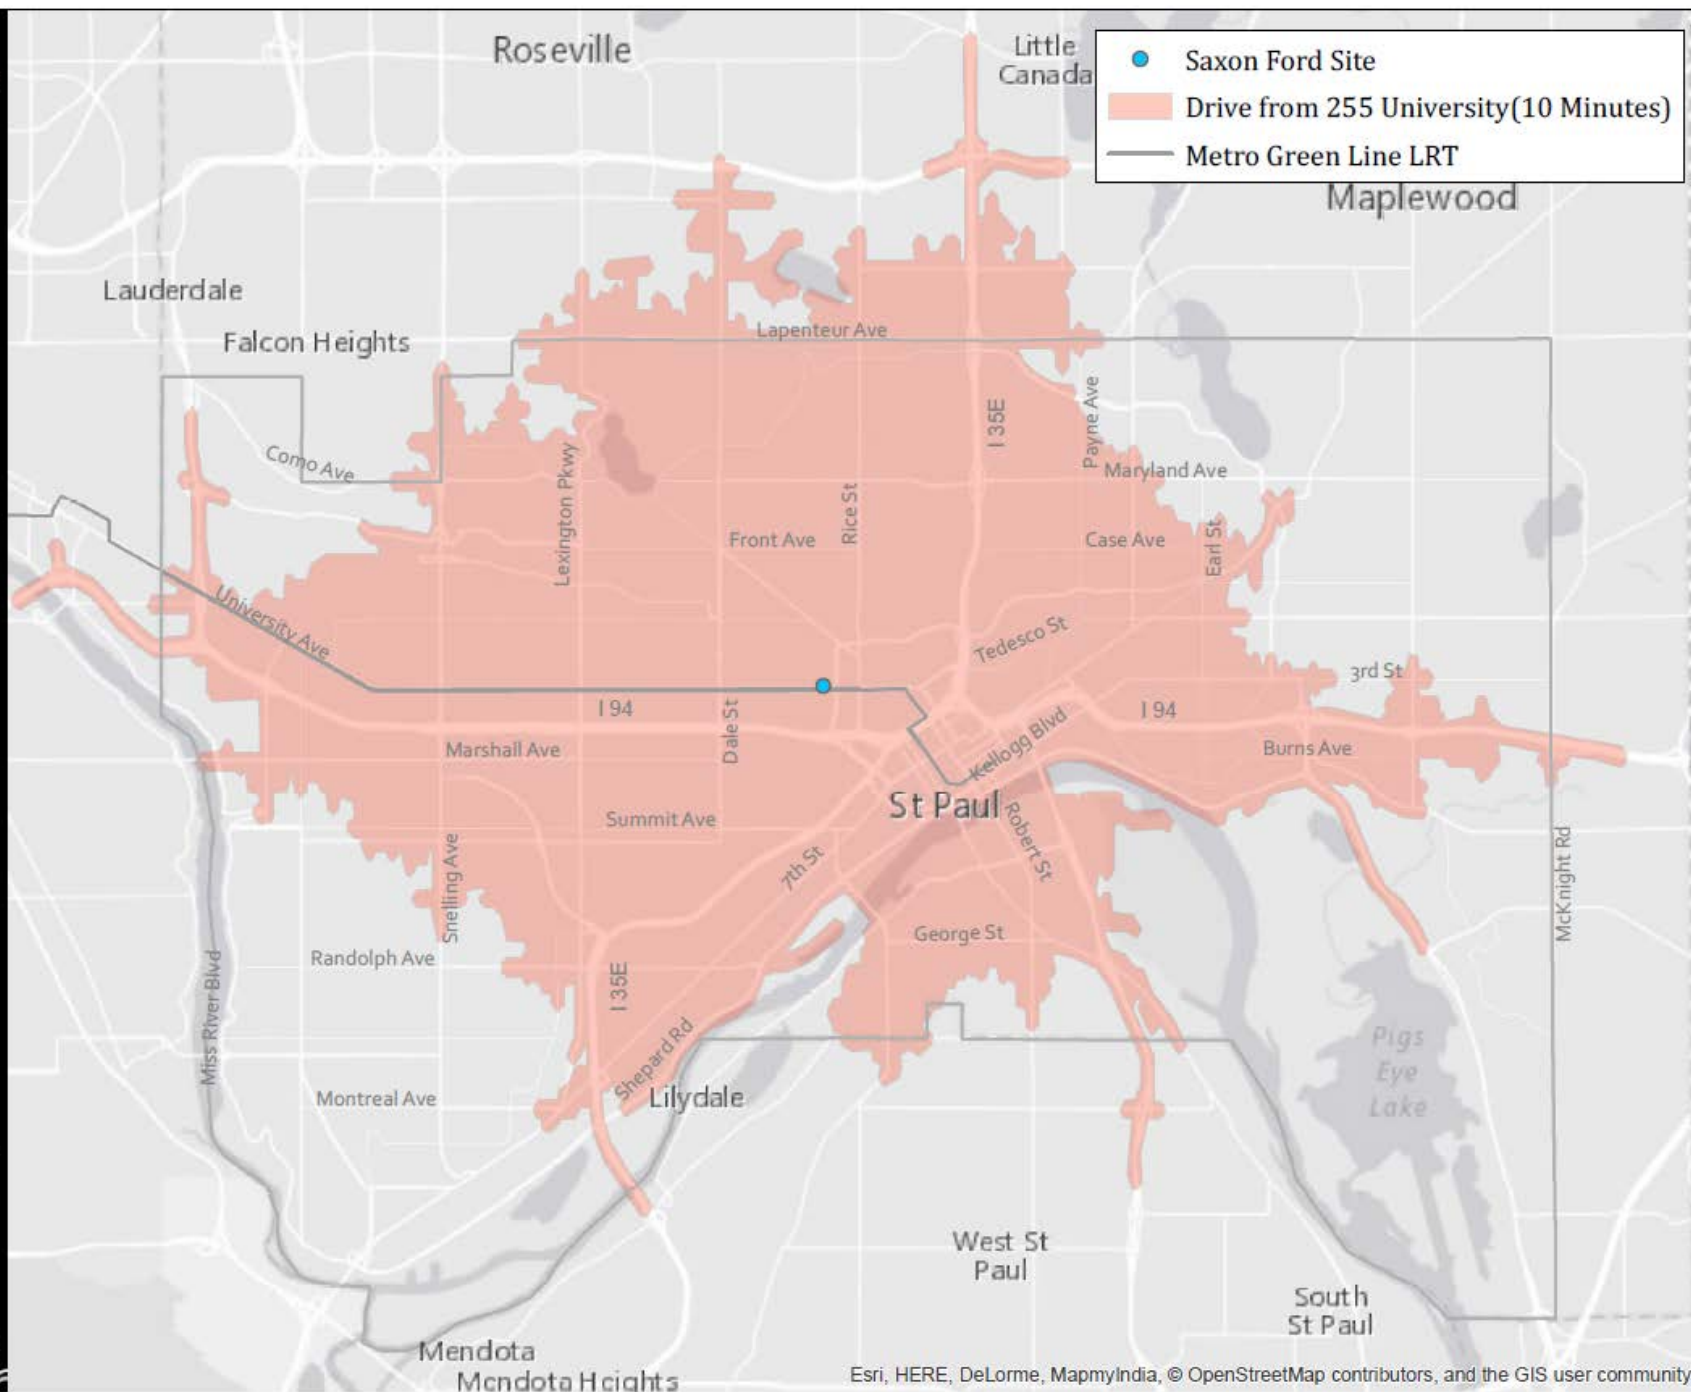 Roseville
Little
Canada
Saxon Ford Site
Drive from 255 University(10 Minutes)
Metro Green Line LRT
Maplewood
Lauderdale
Falcon Heights
Lapenteur Ave
Como Ave
Lexington Pkwy
I 35E
Payne Ave
Maryland Ave
Rice St
Front Ave
Case Ave
Earl St
University Ave
Tedesco St
3rd St
I 94
Dale St
I 94
Marshall Ave
Kellogg Blvd
Burns Ave
St Paul
Summit Ave
Robert St
7th St
Snelling Ave
McKnight Rd
George St
Randolph Ave
I 35E
Miss River Blvd
Shepard Rd
Pigs
Eye
Lake
Montreal Ave
Lilydale
West St
Paul
South
St Paul
Mendota
Mendota Heights
Esri, HERE, DeLorme, MapmyIndia, © OpenStreetMap contributors, and the GIS user community